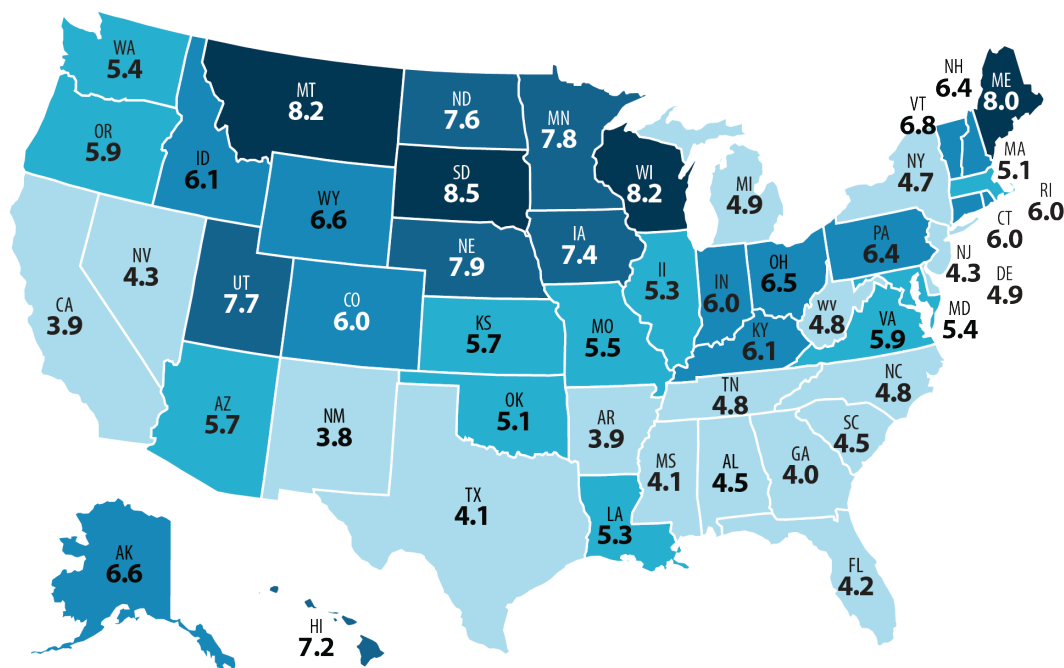 WA
5.4
MT
8.2
ND
7.6
MN
7.8
NH
6.4
ME
8.0
VT
6.8
OR
5.9
ID
6.1
SD
8.5
WI
8.2
MI
4.9
NY
4.7
MA
5.1
RI
6.0
CT
6.0
WY
6.6
NE
7.9
IA
7.4
PA
6.4
NJ
4.3
DE
4.9
MD
5.4
NV
4.3
UT
7.7
CO
6.0
Il
5.3
IN
6.0
OH
6.5
WV
4.8
VA
5.9
CA
3.9
KS
5.7
MO
5.5
KY
6.1
AZ
5.7
NM
3.8
OK
5.1
AR
3.9
TN
4.8
NC
4.8
SC
4.5
TX
4.1
LA
5.3
MS
4.1
AL
4.5
GA
4.0
FL
4.2
AK
6.6
HI
7.2